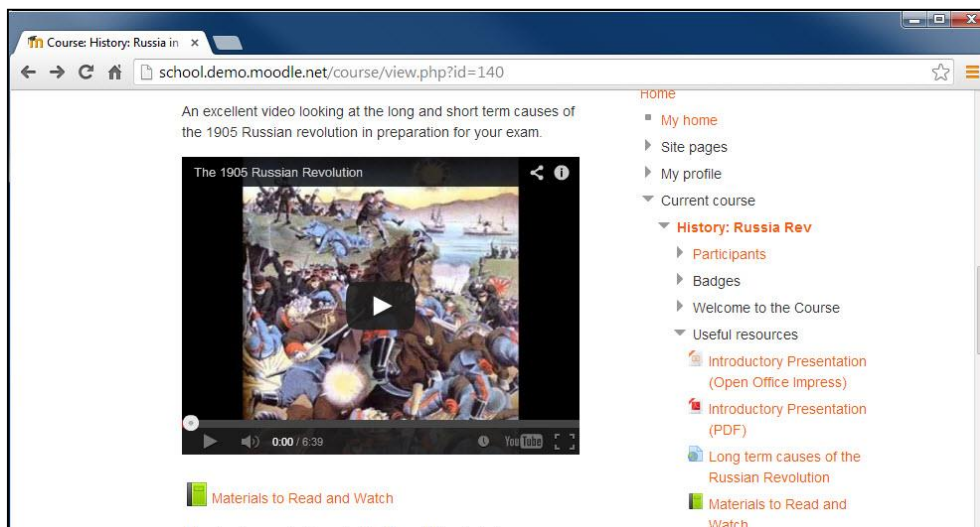 Course: History: Russia in
school.demo.moodle.net/course/view.php?id=140
An excellent video looking at the long and short term causes of
the 1905 Russian revolution in preparation for your exam.
The 1905 Russian Revolution
0:00 / 6:39
YouTube
Materials to Read and Watch
Home
My home
Site pages
My profile
Current course
History: Russia Rev
Participants
Badges
Welcome to the Course
Useful resources
Introductory Presentation
(Open Office Impress)
Introductory Presentation
(PDF)
Long term causes of the
Russian Revolution
Materials to Read and
Watch